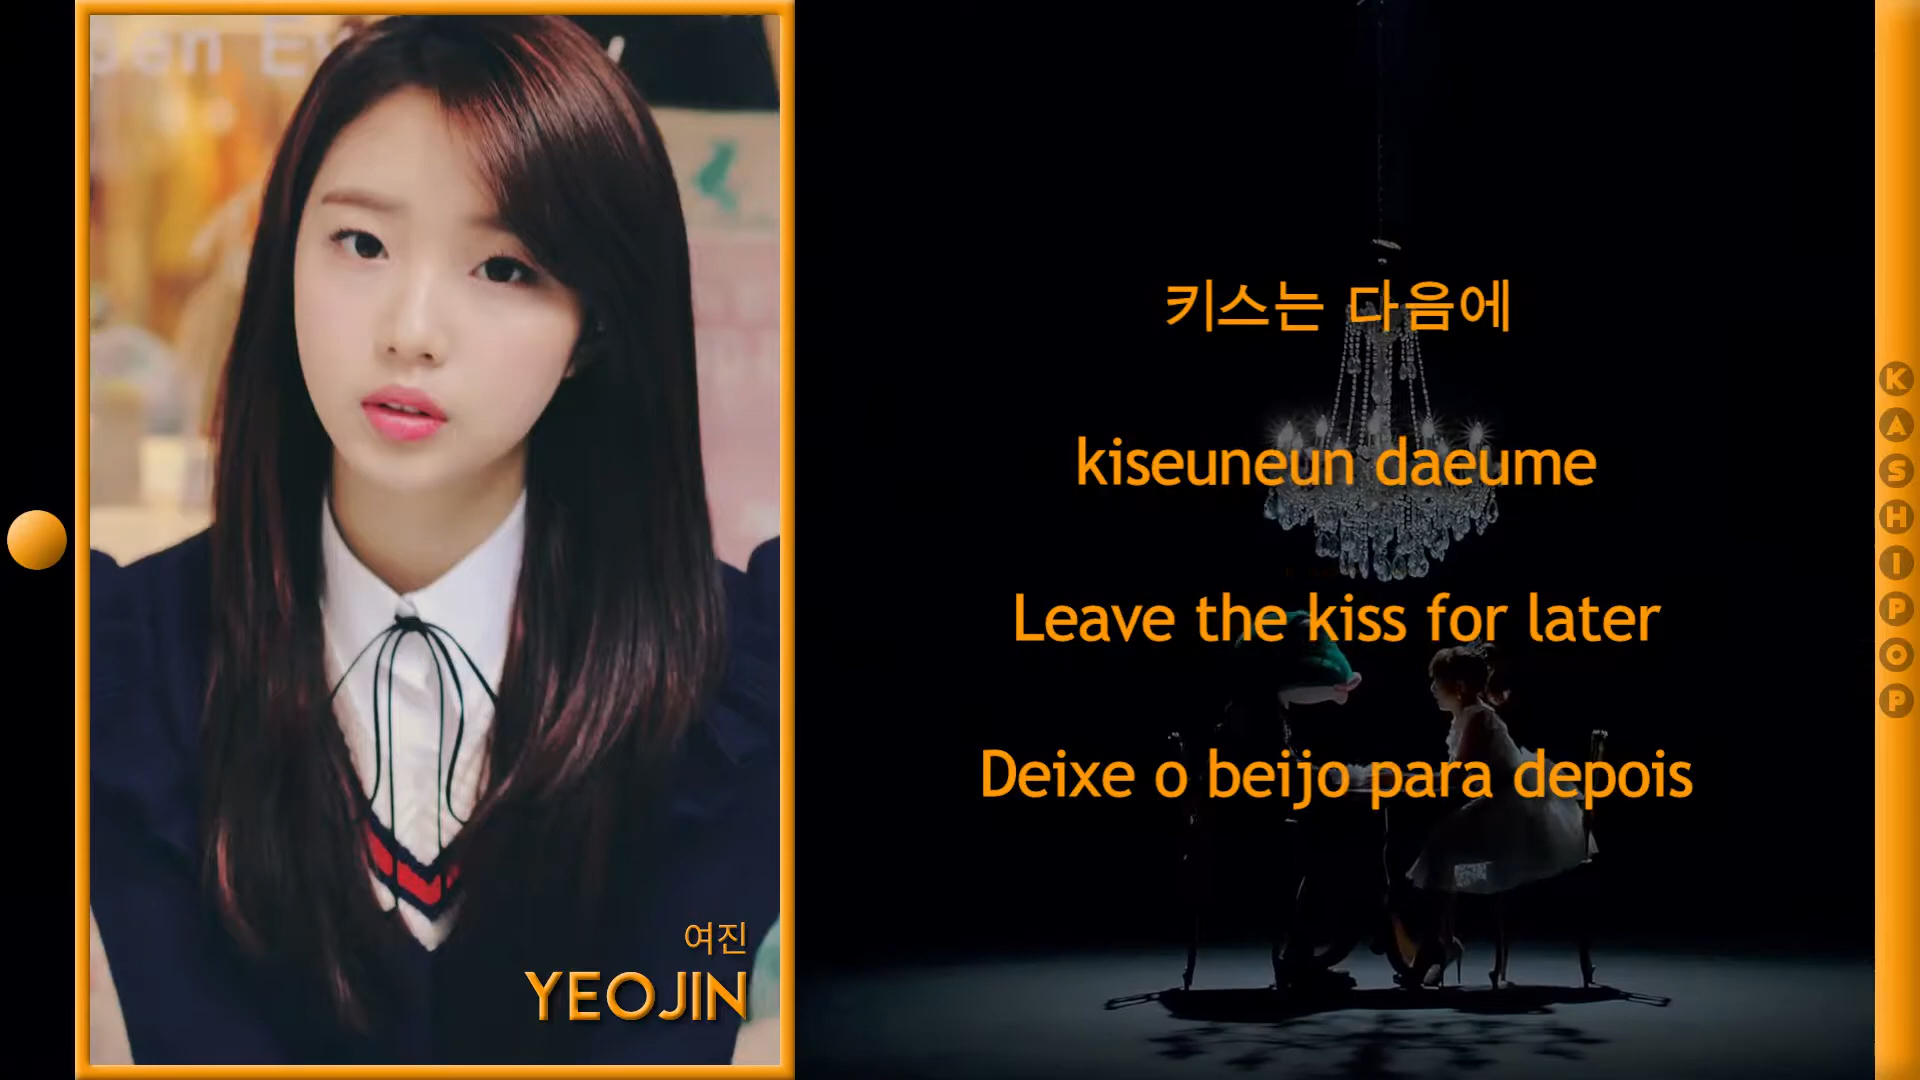 여진
YEOJIN
키스는 다음에
kiseuneun daeume
Leave the kiss for later
Deixe o beijo para depois
KASHIPOP